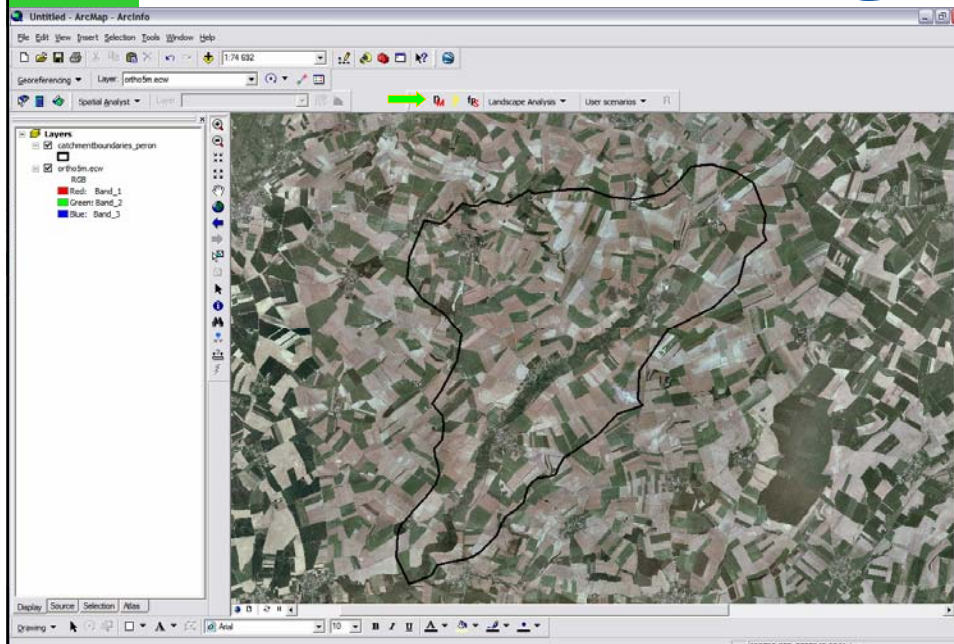 Untitled - ArcMap - ArcInfo
File Edit View Insert Selection Tools Window Help
1:74 692
Georeferencing Layer: ortho5m.ecw
Spatial Analyst Layer: Landscape Analysis User scenarios
Layers
catchmentboundaries_peron
ortho5m.ecw
RGB
Red: Band_1
Green: Band_2
Blue: Band_3
Display Source Selection Atlas
Drawing A Arial 10 B I U A